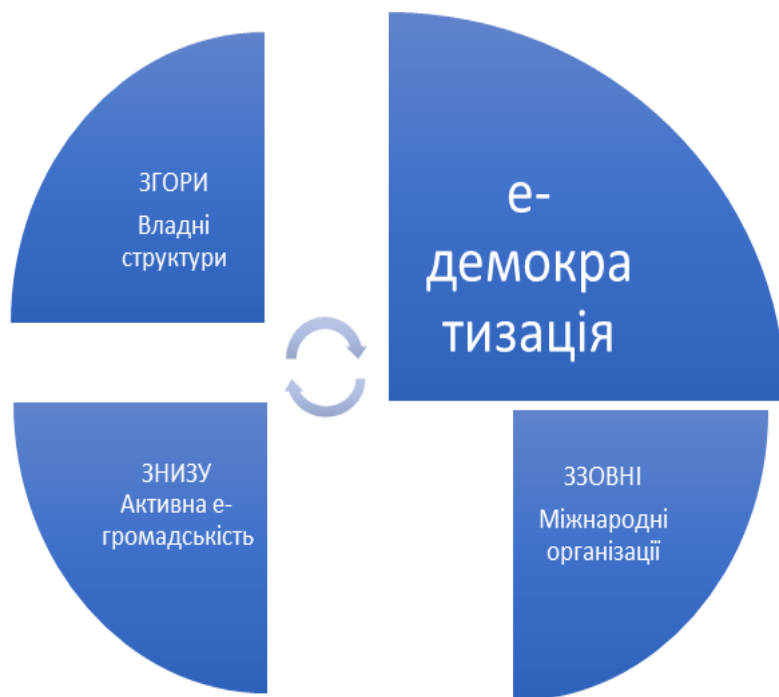 ЗГОРИ
Владні
структури
е-
демокра
тизація
ЗНИЗУ
Активна е-
громадськість
ЗЗОВНІ
Міжнародні
організації